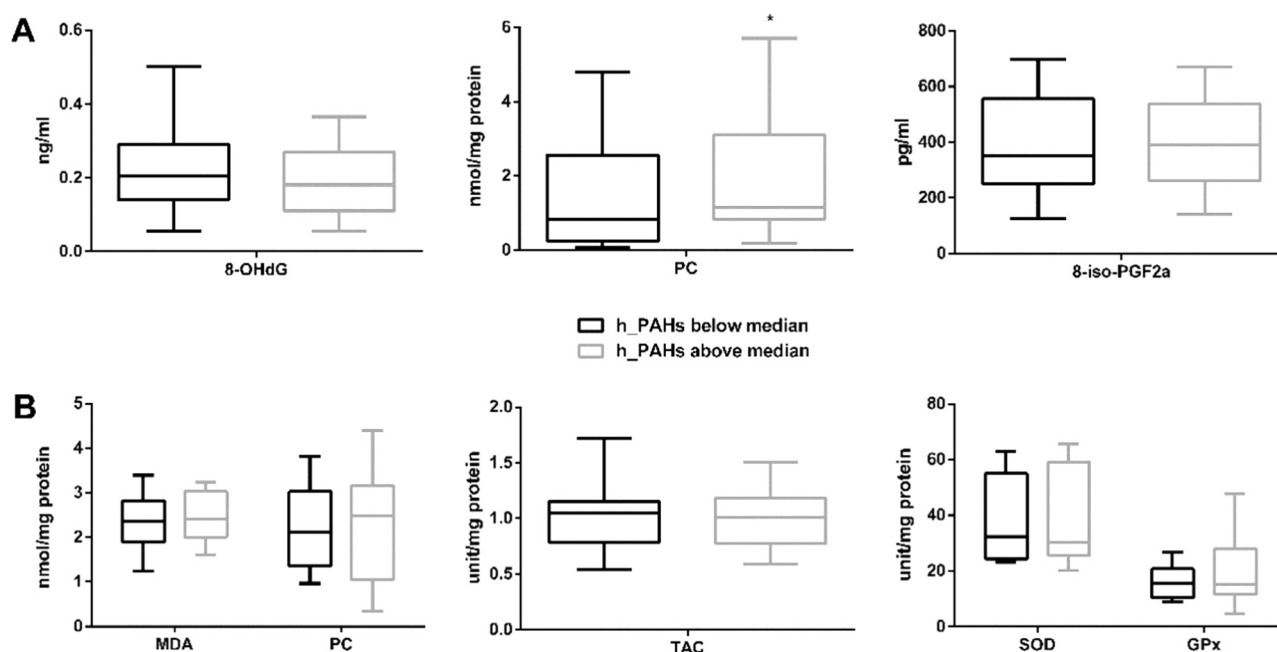 A
0.6
0.4
0.2
0.0
ng/ml
8-OHdG
6
4
2
0
nmol/mg protein
*
PC
800
600
400
200
0
pg/ml
8-iso-PGF2a
h_PAHs below median
h_PAHs above median
B
5
4
3
2
1
0
nmol/mg protein
MDA PC
2.0
1.5
1.0
0.5
0.0
unit/mg protein
TAC
80
60
40
20
0
unit/mg protein
SOD GPx